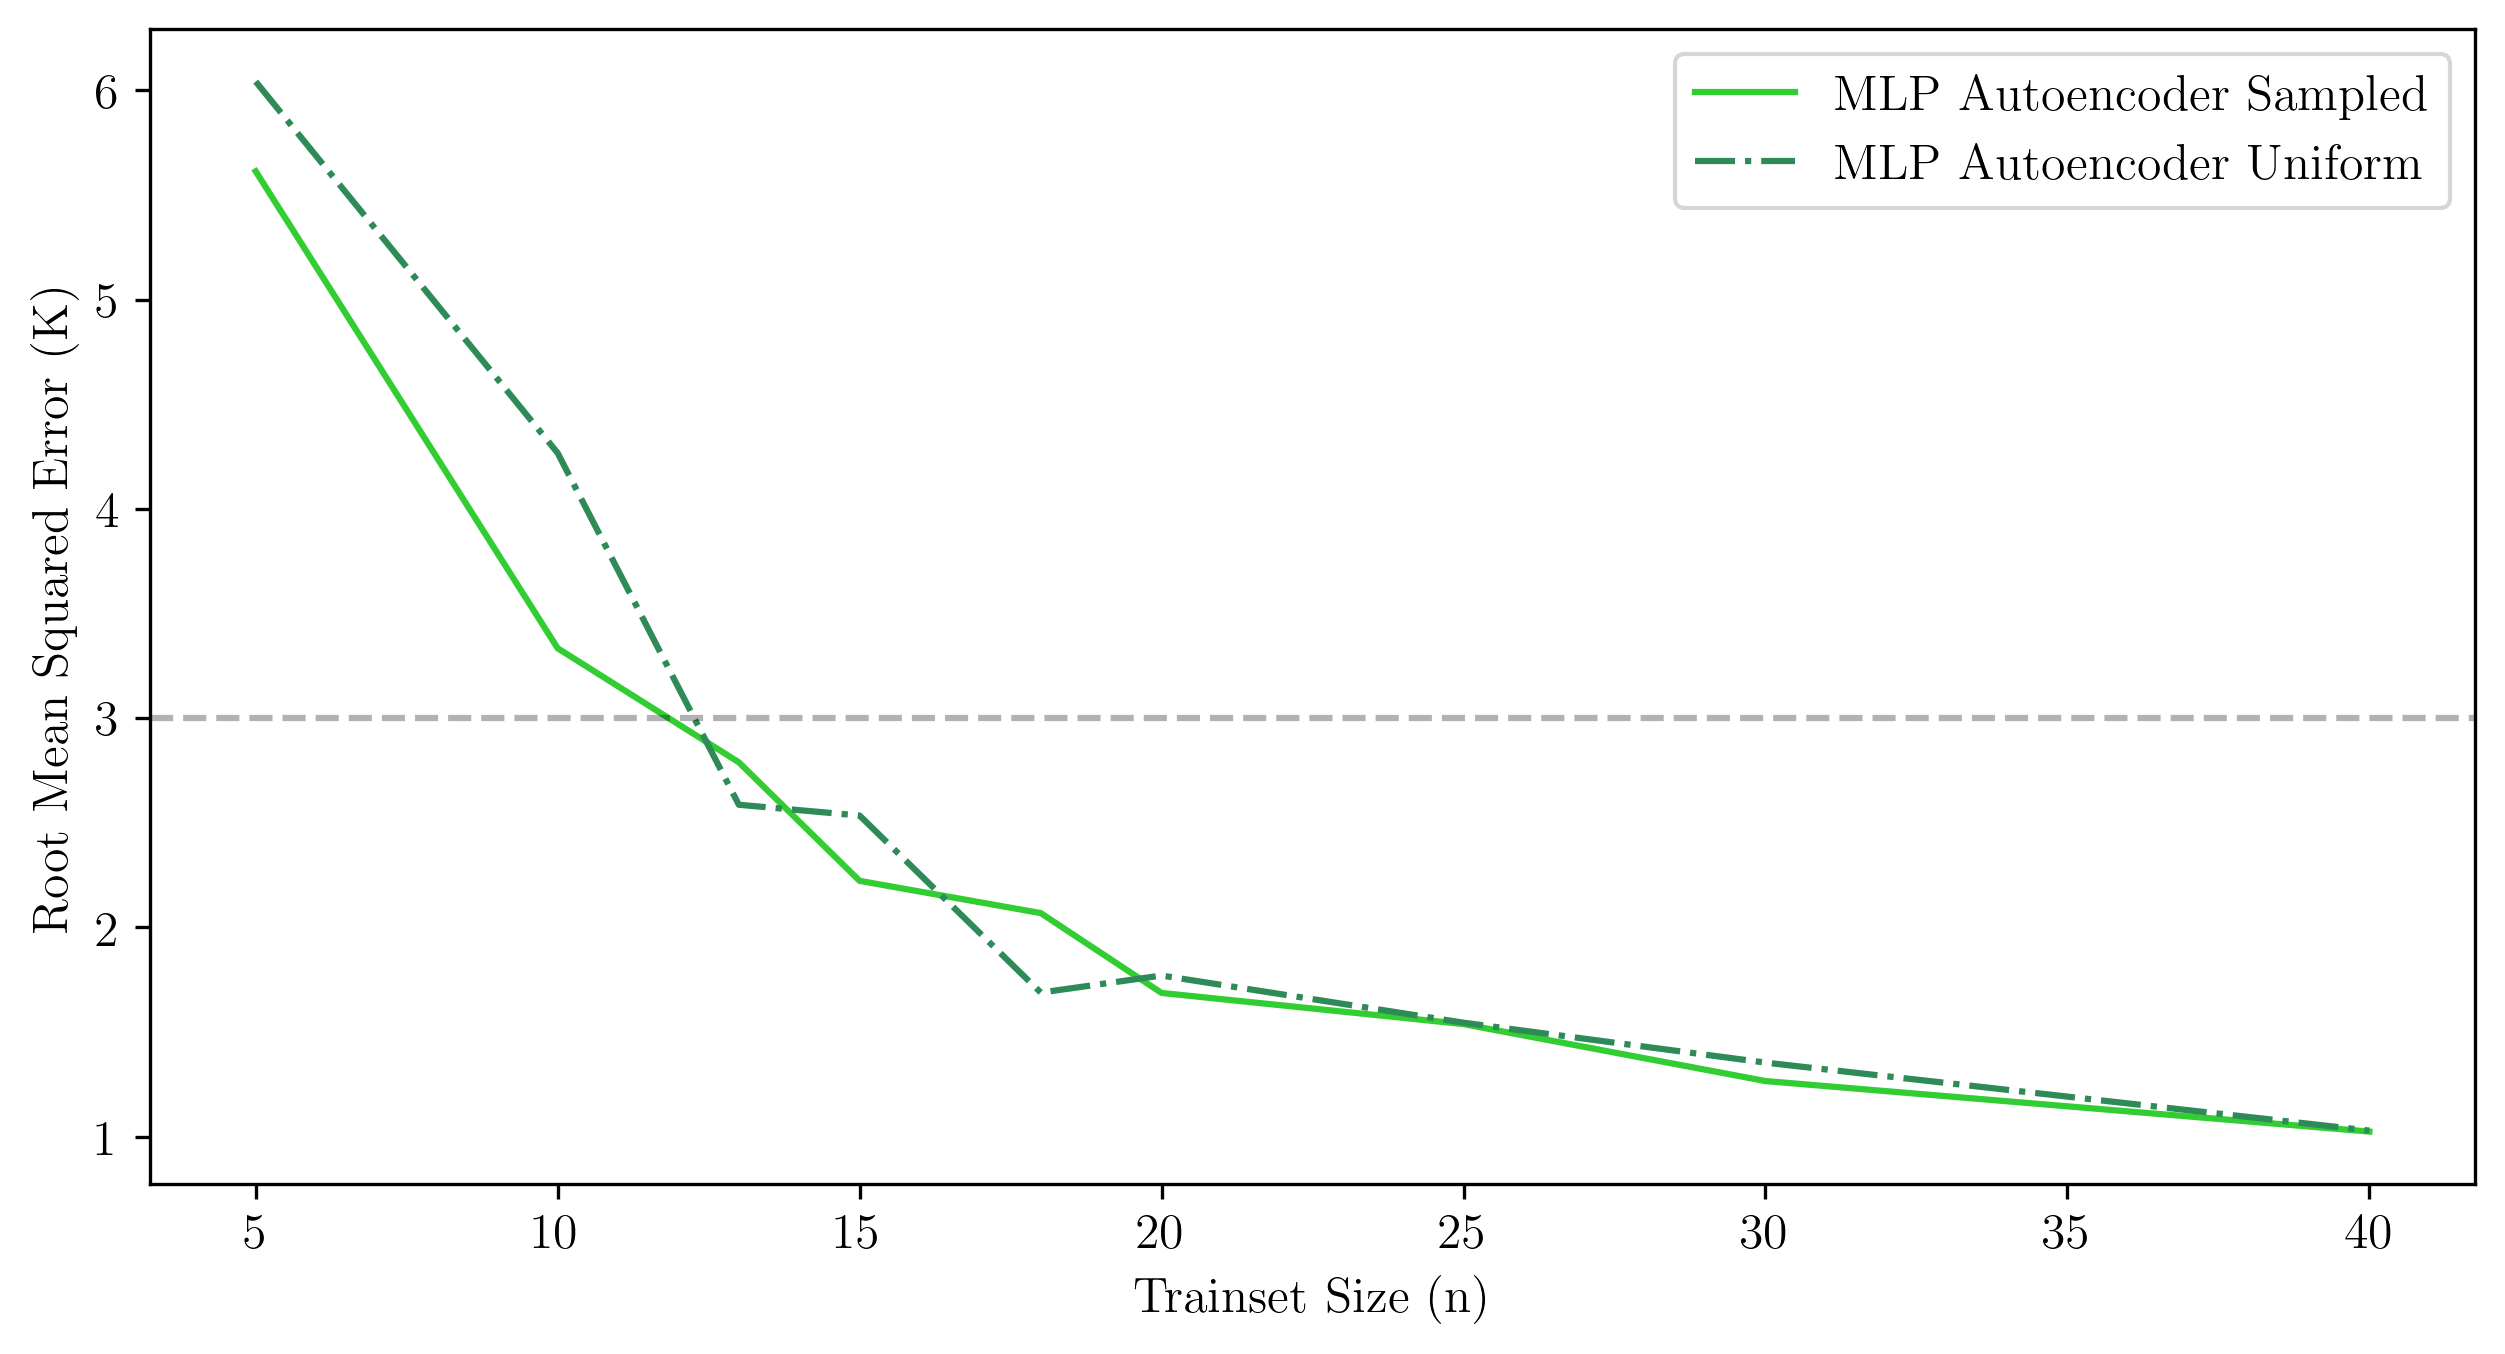 MLP Autoencoder Sampled
MLP Autoencoder Uniform
Root Mean Squared Error (K)
6
5
4
3
2
1
5 10 15 20 25 30 35 40
Trainset Size (n)